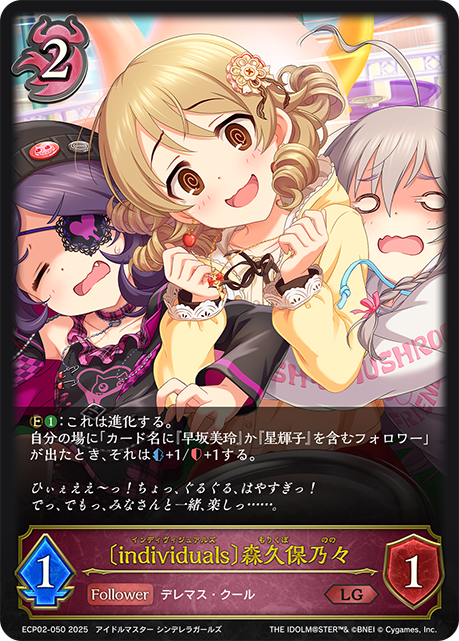 2
MUSHROOM
MUSHROOM
E 1：これは進化する。
自分の場に「カード名に『早坂美玲』か『星輝子』を含むフォロワー」
が出たとき、それは+1/+1する。
ひぃぇええ〜っ！ちょっ、ぐるぐる、はやすぎっ！
でっ、でもっ、みなさんと一緒、楽しっ……。
インディヴィジュアルズ もりくぼ のの
〔individuals〕森久保乃々
1
Follower デレマス・クール LG
1
ECP02-050 2025 アイドルマスター シンデレラガールズ THE IDOLM@STER™& ©BNEI © Cygames, Inc.